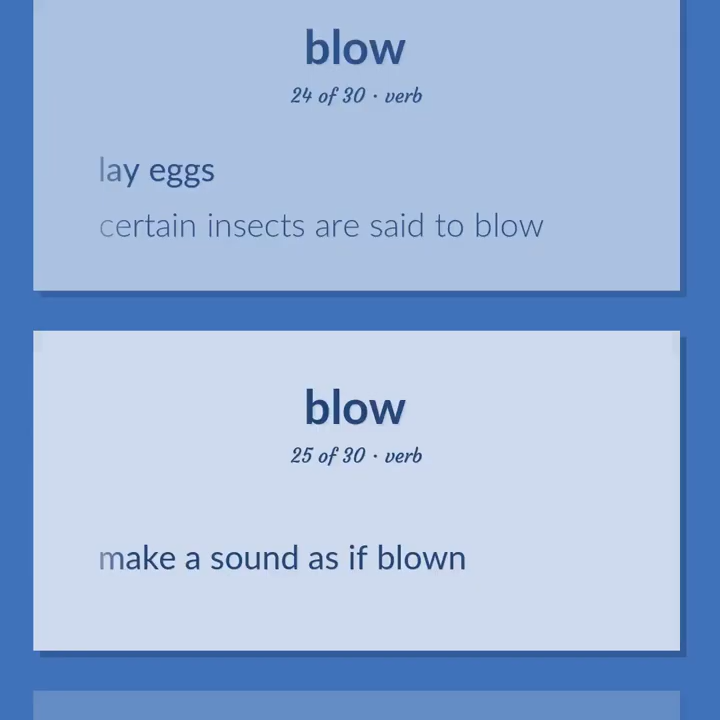 blow
24 of 30 · verb
lay eggs
certain insects are said to blow
blow
25 of 30 · verb
make a sound as if blown